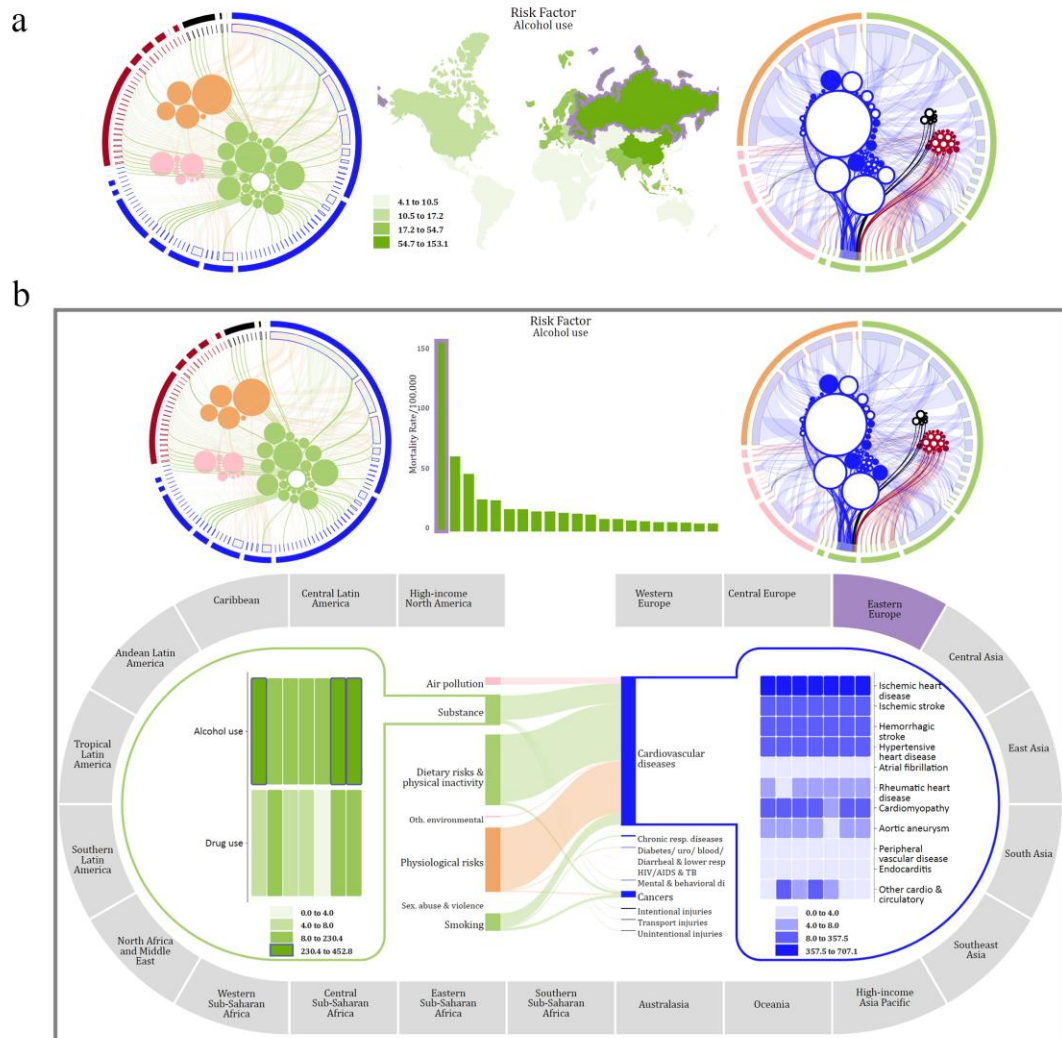 a
Risk Factor
Alcohol use
4.1 to 10.5
10.5 to 17.2
17.2 to 54.7
54.7 to 153.1
b
Risk Factor
Alcohol use
Mortality Rate/100,000
150
100
50
0
Caribbean
Central Latin
America
High-income
North America
Western
Europe
Central Europe
Eastern
Europe
Andean Latin
America
Central Asia
Tropical
Latin
America
East Asia
Southern
Latin
America
South Asia
North Africa
and Middle
East
Southeast
Asia
Western
Sub-Saharan
Africa
Central
Sub-Saharan
Africa
Eastern
Sub-Saharan
Africa
Southern
Sub-Saharan
Africa
Australasia
Oceania
High-income
Asia Pacific
Alcohol use
Drug use
0.0 to 4.0
4.0 to 8.0
8.0 to 230.4
230.4 to 452.8
Air pollution
Substance
Dietary risks &
physical inactivity
Oth. environmental
Physiological risks
Sex. abuse & violence
Smoking
Cardiovascular
diseases
Chronic resp. diseases
Diabetes/ uro/ blood/
Diarrheal & lower resp
HIV/AIDS & TB
Mental & behavioral di
Cancers
Intentional injuries
Transport injuries
Unintentional injuries
Ischemic heart
disease
Ischemic stroke
Hemorrhagic
stroke
Hypertensive
heart disease
Atrial fibrillation
Rheumatic heart
disease
Cardiomyopathy
Aortic aneurysm
Peripheral
vascular disease
Endocarditis
Other cardio &
circulatory
0.0 to 4.0
4.0 to 8.0
8.0 to 357.5
357.5 to 707.1